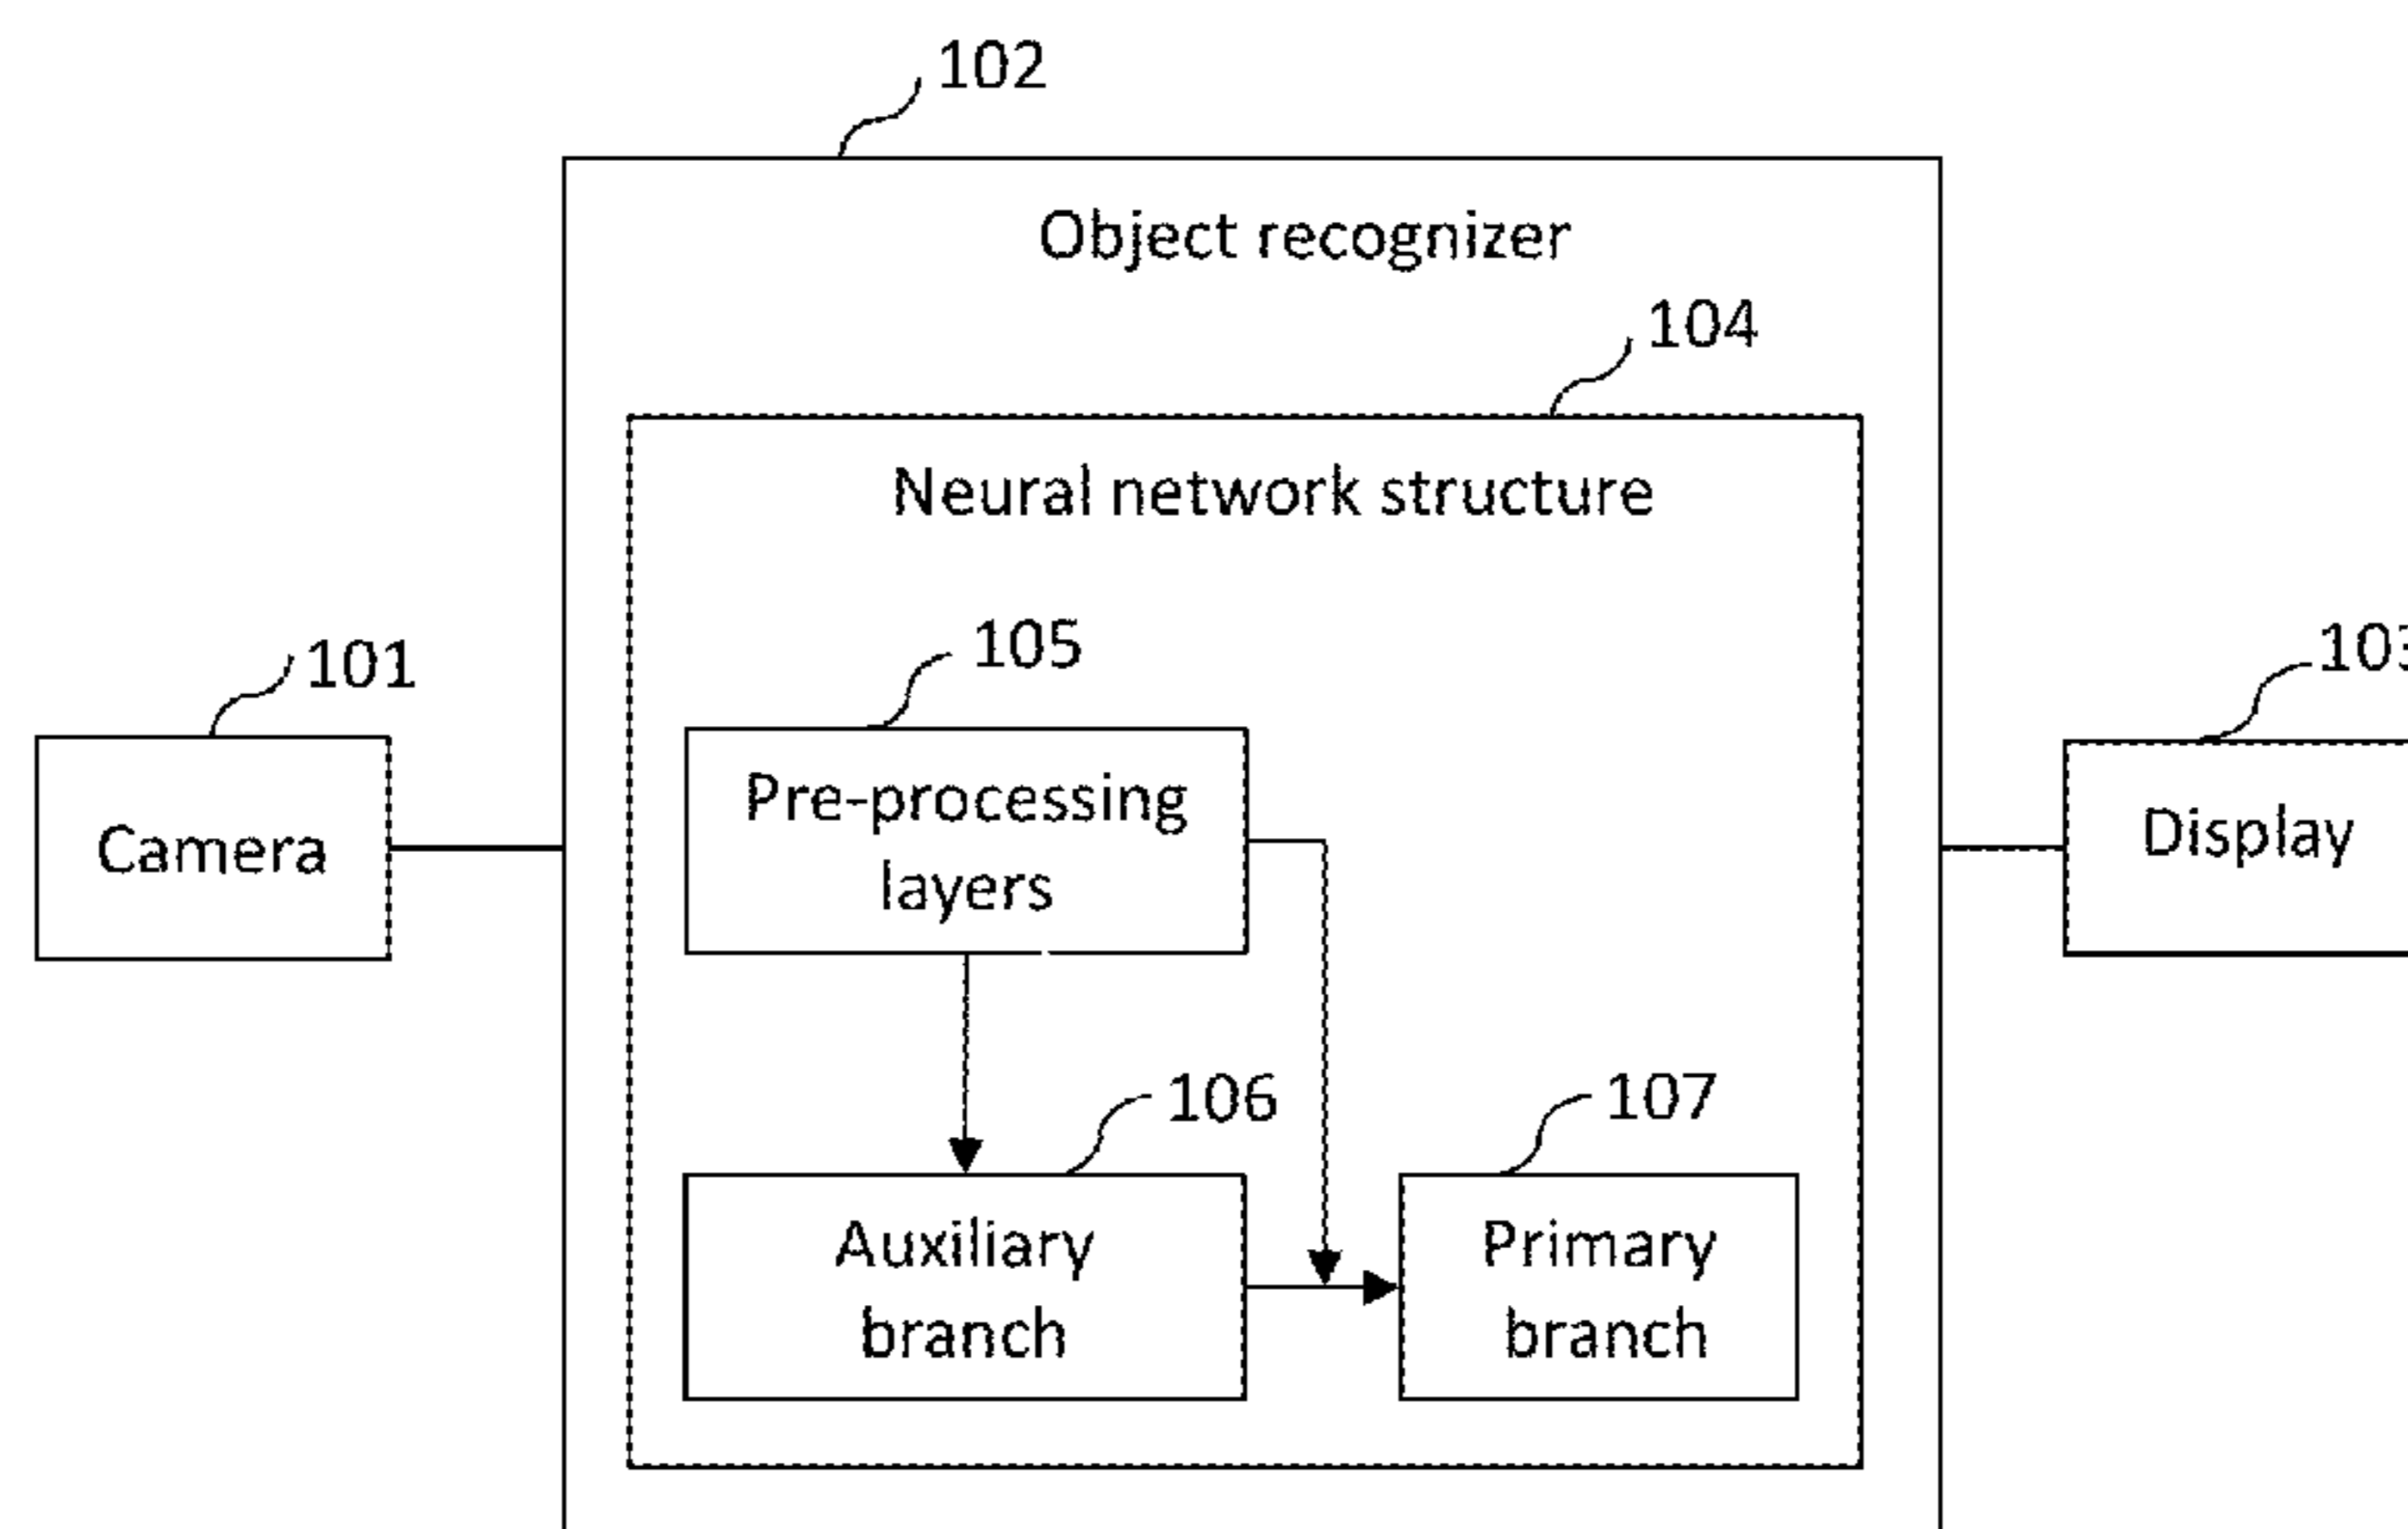 102
Object recognizer
104
Neural network structure
105
101
103
Pre-processing
layers
Camera
Display
106
107
Auxiliary
branch
Primary
branch